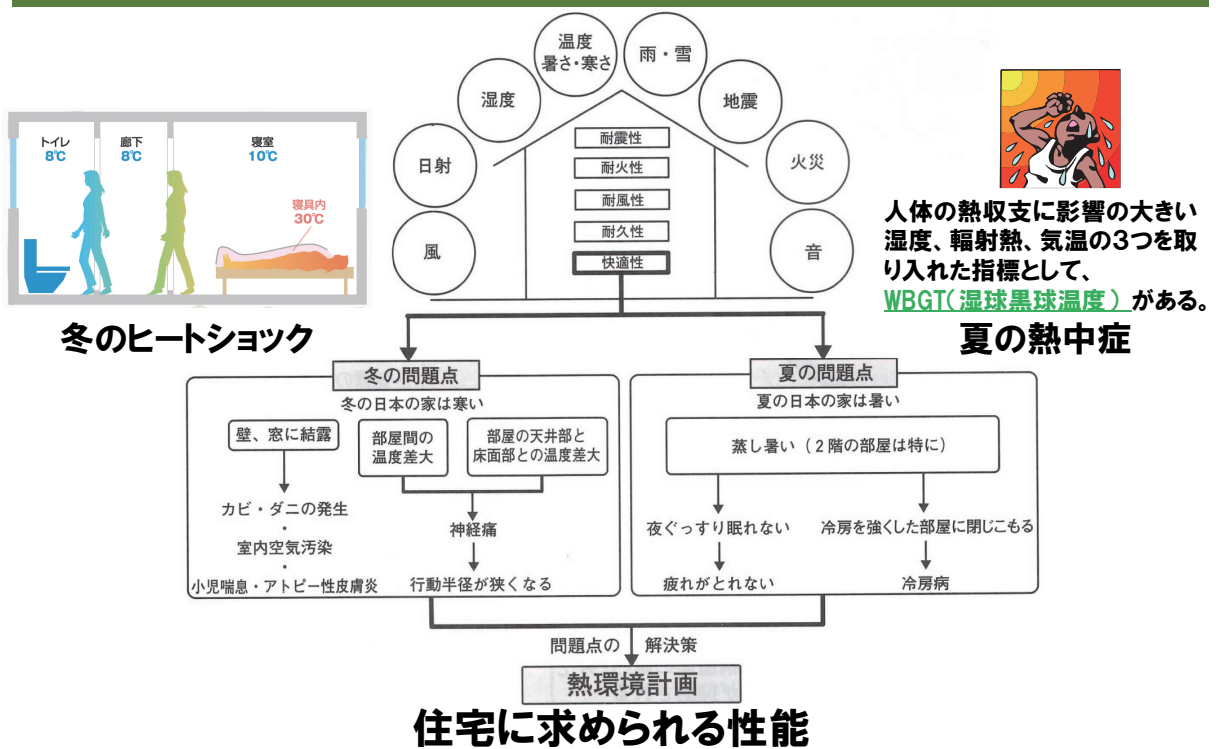 温度
暑さ・寒さ
雨・雪
湿度
地震
日射
火災
風
音
耐震性
耐火性
耐風性
耐久性
快適性
トイレ
8℃
廊下
8℃
寝室
10℃
寝具内
30℃
冬のヒートショック
人体の熱収支に影響の大きい
湿度、輻射熱、気温の3つを取
り入れた指標として、
WBGT(湿球黒球温度) がある。
夏の熱中症
冬の問題点
冬の日本の家は寒い
壁、窓に結露
部屋間の
温度差大
部屋の天井部と
床面部との温度差大
カビ・ダニの発生
・
室内空気汚染
・
小児喘息・アトピー性皮膚炎
神経痛
行動半径が狭くなる
夏の問題点
夏の日本の家は暑い
蒸し暑い(2階の部屋は特に)
夜ぐっすり眠れない
疲れがとれない
冷房を強くした部屋に閉じこもる
冷房病
問題点の 解決策
熱環境計画
住宅に求められる性能